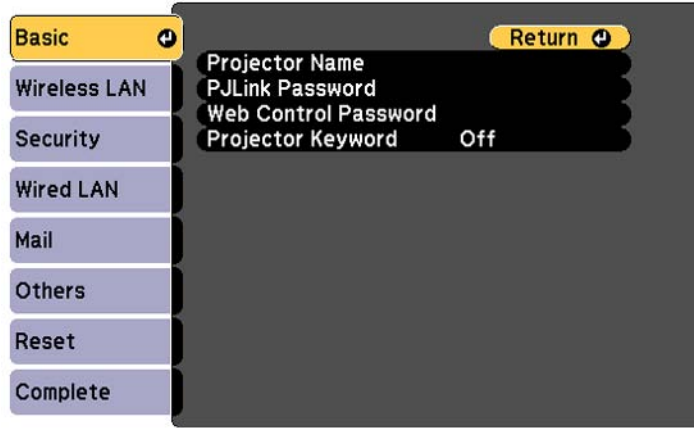 Basic
Wireless LAN
Security
Wired LAN
Mail
Others
Reset
Complete
Return
Projector Name
PJLink Password
Web Control Password
Projector Keyword Off